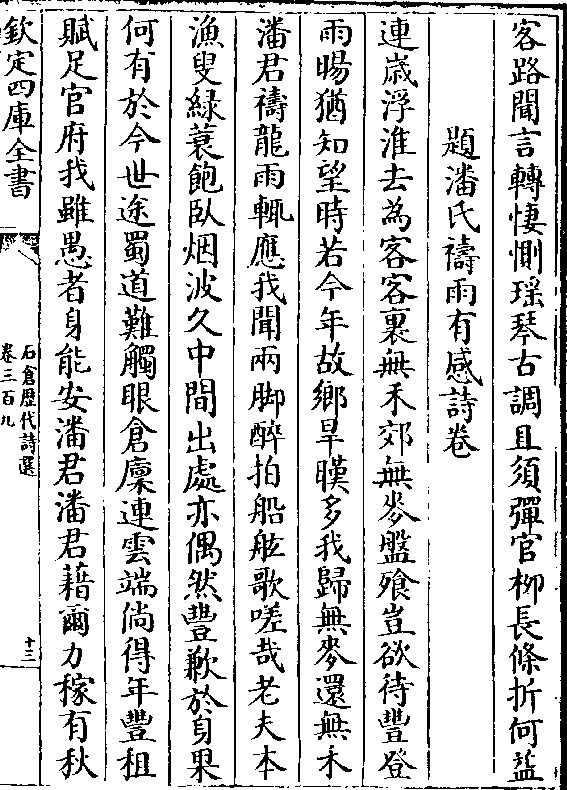 客路聞言轉悽惻瑶琴古調且須彈官栁長條折何益
題潘氏禱雨有感詩卷
連歳浮淮去為客客裏無禾郊無麥盤飱豈欲待豐登
雨暘猶知望時若今年故鄉旱暵多我歸無麥還無禾
潘君禱龍雨輒應我聞兩脚醉拍船舷歌嗟哉老夫本
漁叟緑蓑飽臥烟波久中間出處亦偶然豐歉於身果
何有於今世途蜀道難觸眼倉廩連雲端倘得年豐租
賦足官府我雖愚者身能安潘君潘君藉爾力稼有秋
欽定四庫全書
石倉歴代詩選
卷三百九
十三